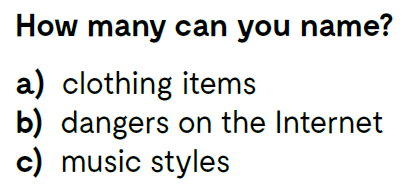 How many can you name?
a) clothing items
b) dangers on the Internet
c) music styles